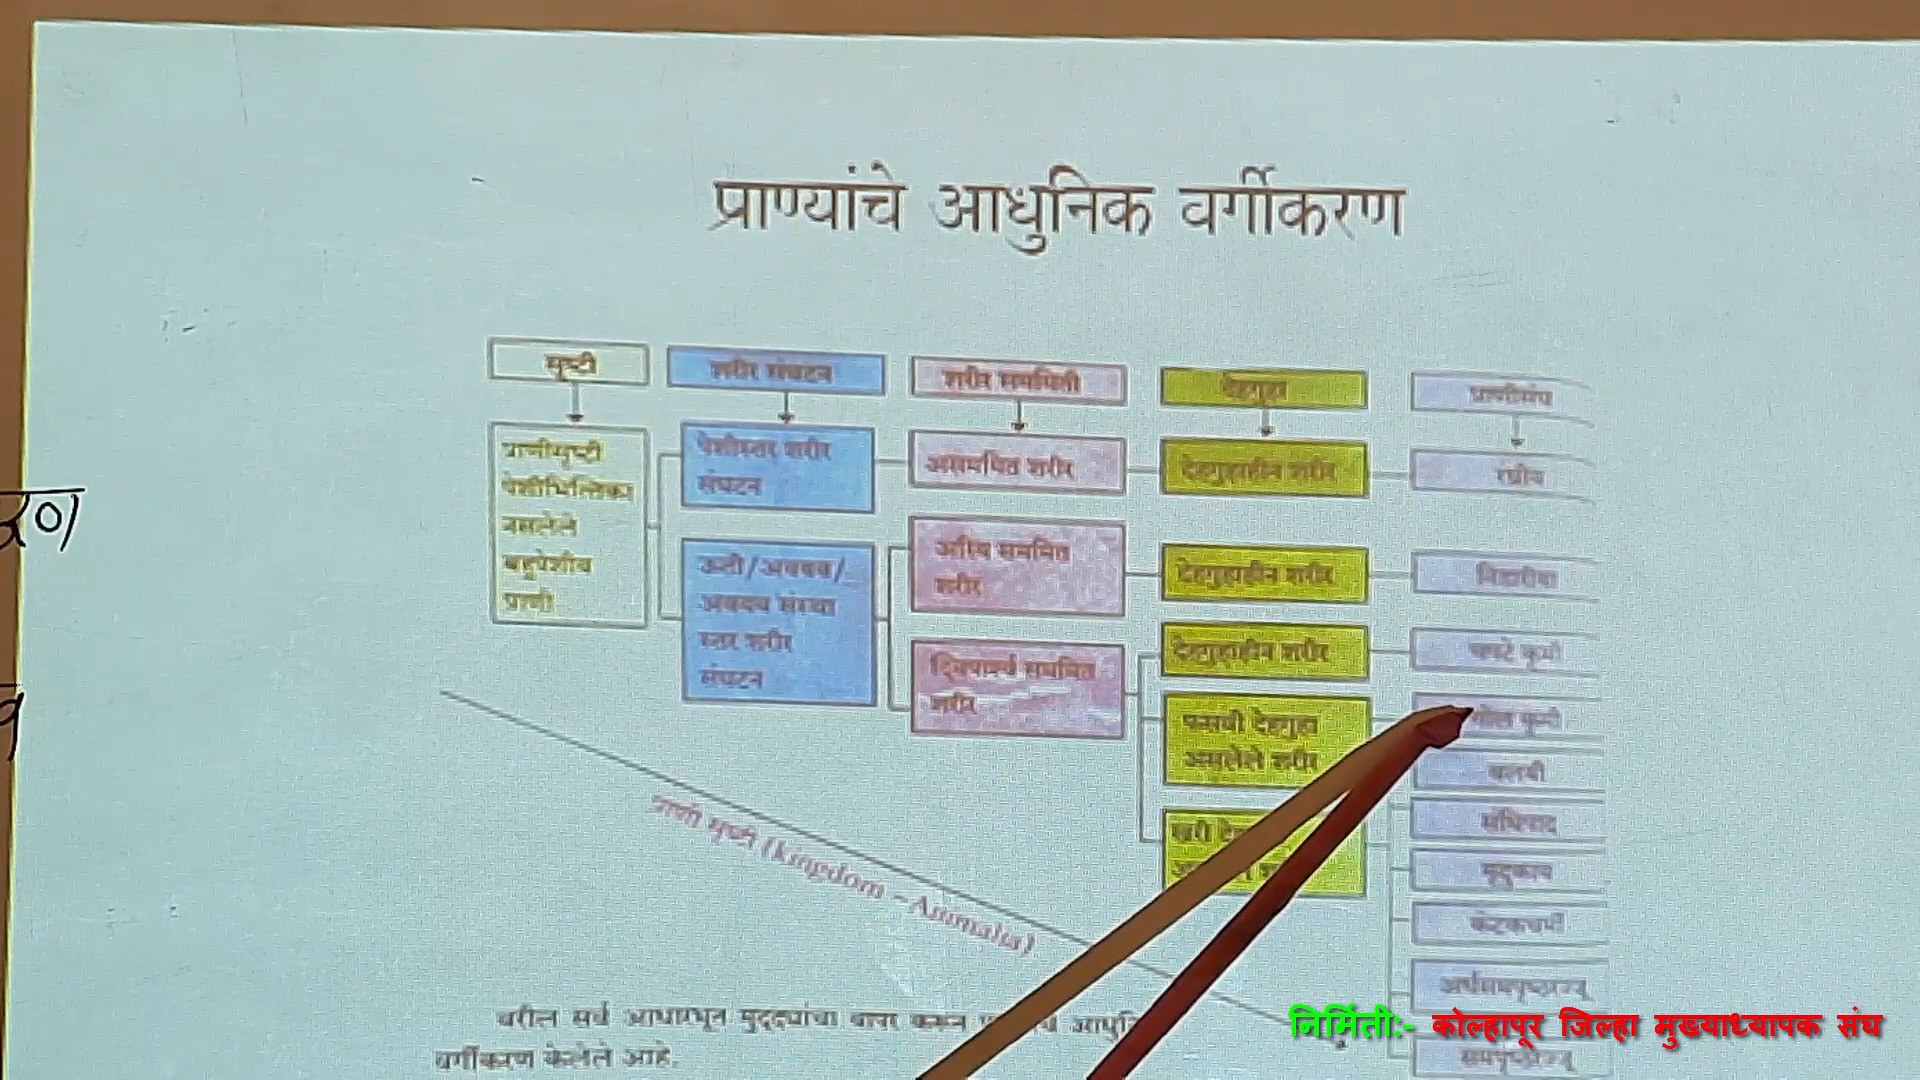 प्राण्यांचे आधुनिक वर्गीकरण
सृष्टी
शरीर संघटन
शरीर सममिती
देहगुहा
प्राणीसंघ
प्राणीसृष्टी
पेशीभित्तिका
नसलेले
बहुपेशीय
प्राणी
पेशीस्तर शरीर
संघटन
असममित शरीर
देहगुहाहीन शरीर
रंध्रीय
ऊती/अवयव/
अवयव संस्था
स्तर शरीर
संघटन
अरिय सममित
शरीर
देहगुहाहीन शरीर
निडारीया
द्विपार्श्व सममित
शरीर
देहगुहाहीन शरीर
चपटे कृमी
फसवी देहगुहा
असलेले शरीर
गोल कृमी
वलयी
संधिपाद
खरी
मृदुकाय
कंटकचर्मी
अर्धसमपृष्ठरज्जू
समपृष्ठरज्जू
प्राणी सृष्टी (kingdom - Animalia)
वरील सर्व आधारभूत मुद्द्यांचा वापर करून
वर्गीकरण केलेले आहे.
निर्मिती:- कोल्हापूर जिल्हा मुख्याध्यापक संघ